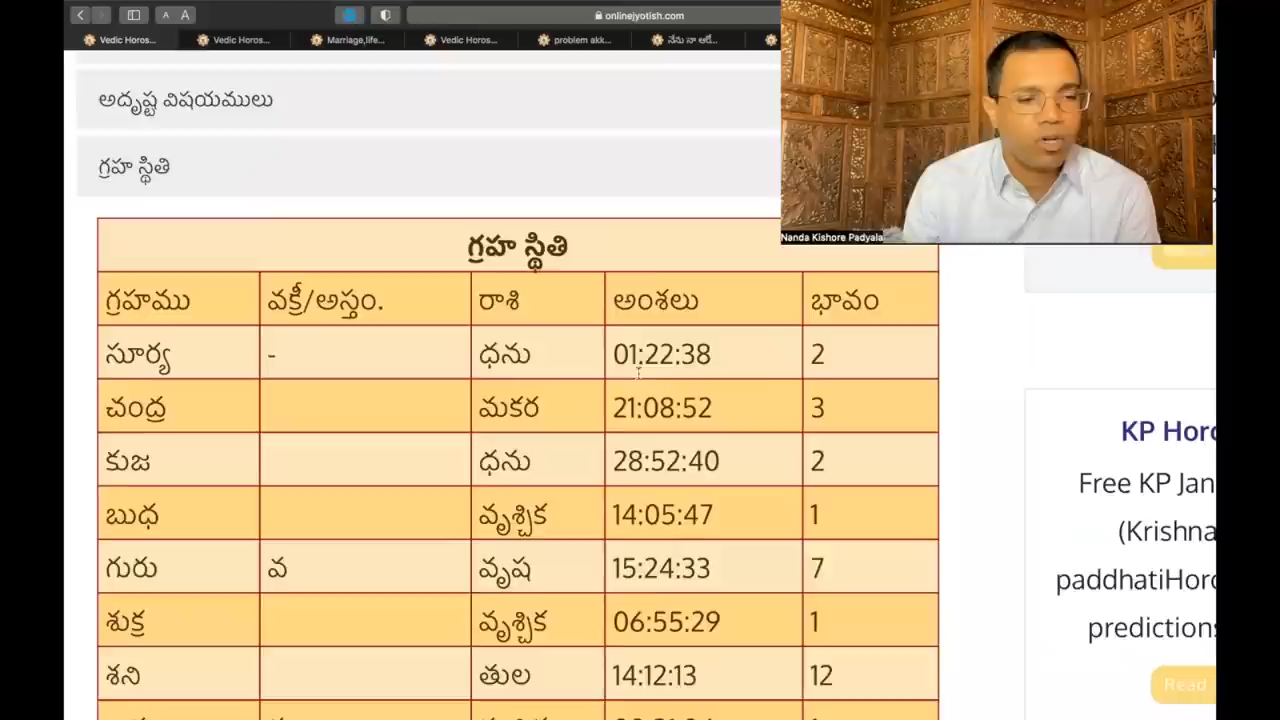 A A
onlinejyotish.com
Vedic Horos...
Vedic Horos...
Marriage,life...
Vedic Horos...
problem akk...
నేను నా ఆరో...
అదృష్ట విషయములు
గ్రహ స్థితి
Nanda Kishore Padyala
గ్రహ స్థితి
గ్రహము వక్రీ/అస్తం. రాశి అంశలు భావం
సూర్య - ధను 01:22:38 2
చంద్ర మకర 21:08:52 3
కుజ ధను 28:52:40 2
బుధ వృశ్చిక 14:05:47 1
గురు వ వృష 15:24:33 7
శుక్ర వృశ్చిక 06:55:29 1
శని తుల 14:12:13 12
KP Horo
Free KP Jan
(Krishna
paddhatiHoro
predictions
Read